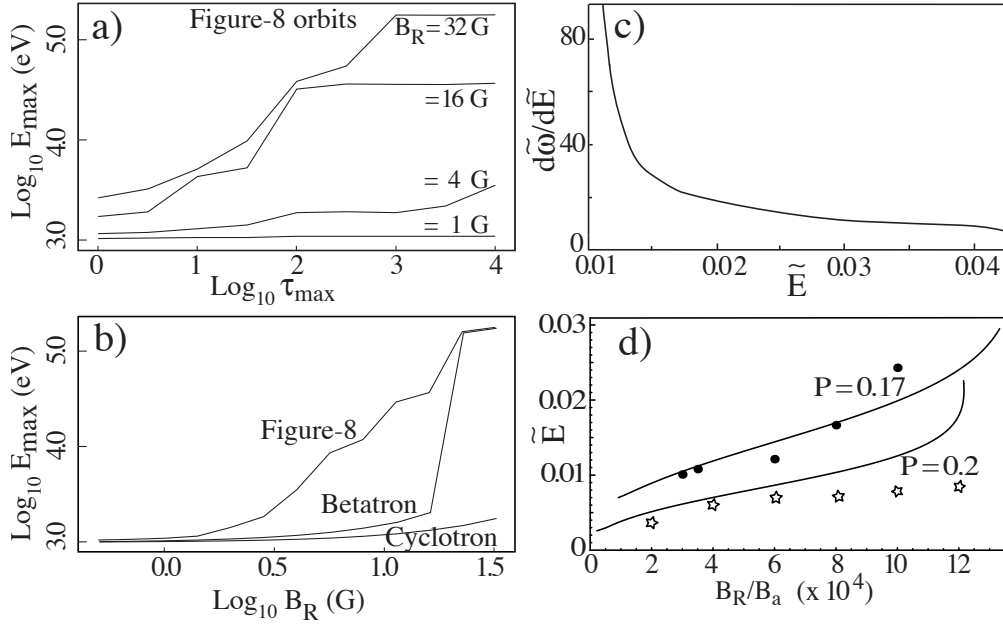 a)
Figure-8 orbits
B_R = 32 G
= 16 G
= 4 G
= 1 G
5.0
4.0
3.0
Log₁₀ E_max (eV)
0
1
2
3
4
Log₁₀ τ_max
c)
80
40
0
dω̃/dẼ
0.01
0.02
0.03
0.04
Ẽ
b)
Figure-8
Betatron
Cyclotron
5.0
4.0
3.0
Log₁₀ E_max (eV)
0.0
0.5
1.0
1.5
Log₁₀ B_R (G)
d)
P = 0.17
P = 0.2
0.03
0.02
0.01
0
Ẽ
0
2
4
6
8
10
12
B_R/B_a (x 10⁴)